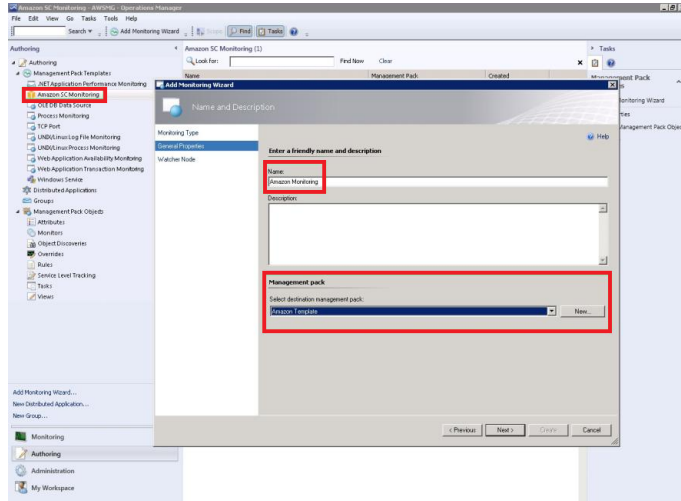 Amazon SC Monitoring - AWSMG - Operations Manager
File Edit View Go Tasks Tools Help
Search Add Monitoring Wizard Find Tasks
Authoring
Amazon SC Monitoring (1)
Tasks
Look for: Find Now Clear
Name Management Pack Created
Authoring
Management Pack Templates
.NET Application Performance Monitoring
Amazon SC Monitoring
OLE DB Data Source
Process Monitoring
TCP Port
UNIX/Linux Log File Monitoring
UNIX/Linux Process Monitoring
Web Application Availability Monitoring
Web Application Transaction Monitoring
Windows Service
Distributed Applications
Groups
Management Pack Objects
Attributes
Monitors
Object Discoveries
Overrides
Rules
Service Level Tracking
Tasks
Views
Add Monitoring Wizard
Name and Description
Monitoring Type
General Properties
Watcher Node
Help
Enter a friendly name and description
Name:
Amazon Monitoring
Description:
Management pack
Select destination management pack:
Amazon Template
New...
< Previous Next > Create Cancel
Management Pack
Monitoring Wizard
Management Pack Objec
Add Monitoring Wizard...
New Distributed Application...
New Group...
Monitoring
Authoring
Administration
My Workspace